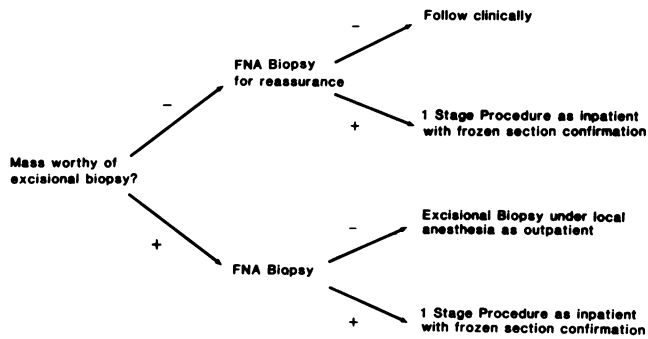 −
Follow clinically
FNA Biopsy
for reassurance
−
+
1 Stage Procedure as inpatient
with frozen section confirmation
Mass worthy of
excisional biopsy?
−
Excisional Biopsy under local
anesthesia as outpatient
+
FNA Biopsy
+
1 Stage Procedure as inpatient
with frozen section confirmation